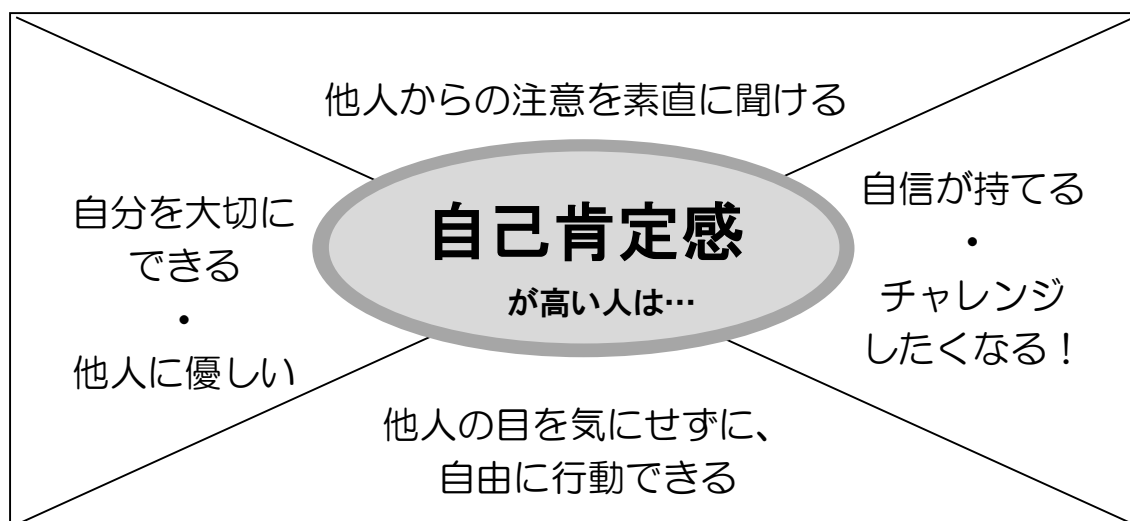 他人からの注意を素直に聞ける
自分を大切に
できる
・
他人に優しい
自己肯定感
が高い人は…
自信が持てる
・
チャレンジ
したくなる！
他人の目を気にせずに、
自由に行動できる